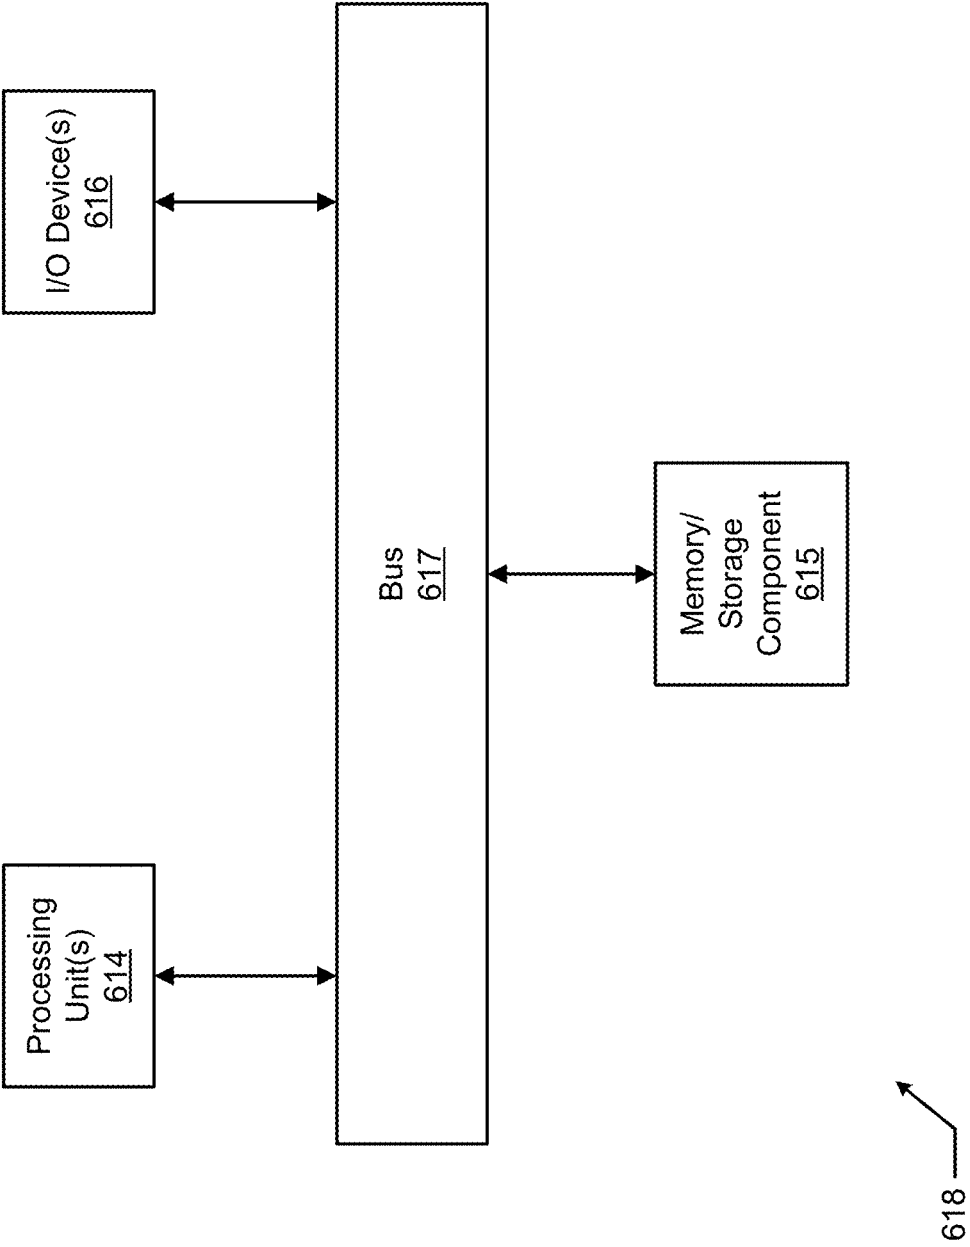 Processing
Unit(s)
614
I/O Device(s)
616
Bus
617
Memory/
Storage
Component
615
618